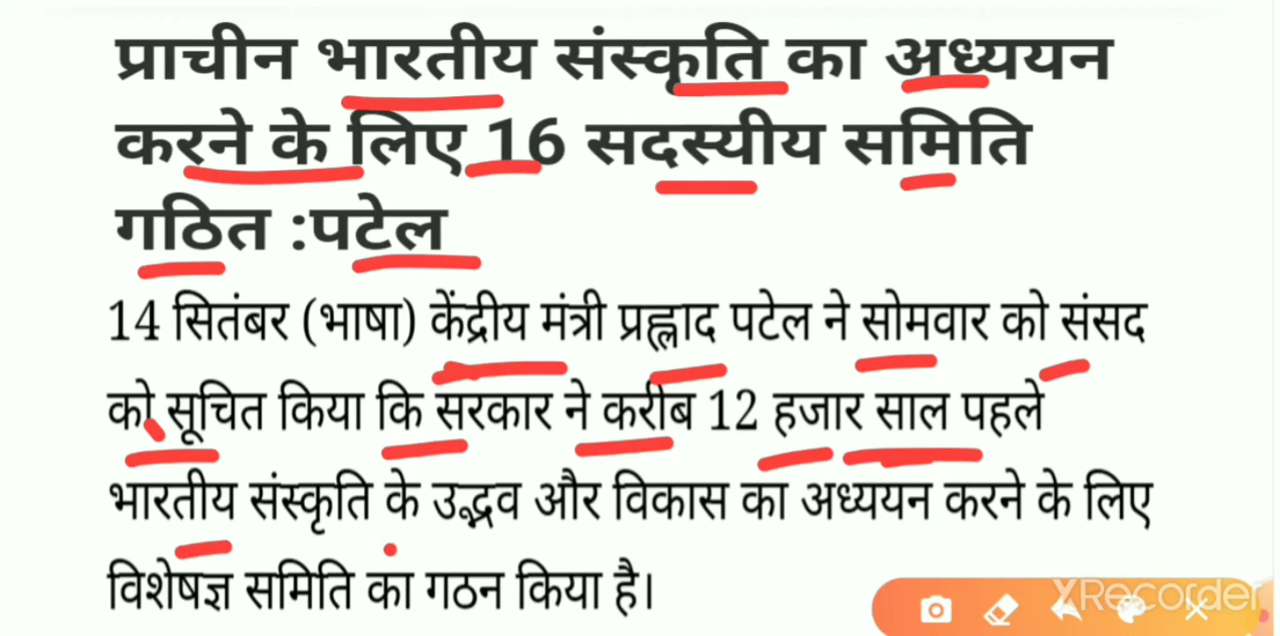 प्राचीन भारतीय संस्कृति का अध्ययन
करने के लिए 16 सदस्यीय समिति
गठित :पटेल
14 सितंबर (भाषा) केंद्रीय मंत्री प्रह्लाद पटेल ने सोमवार को संसद
को सूचित किया कि सरकार ने करीब 12 हजार साल पहले
भारतीय संस्कृति के उद्भव और विकास का अध्ययन करने के लिए
विशेषज्ञ समिति का गठन किया है।
XRecorder